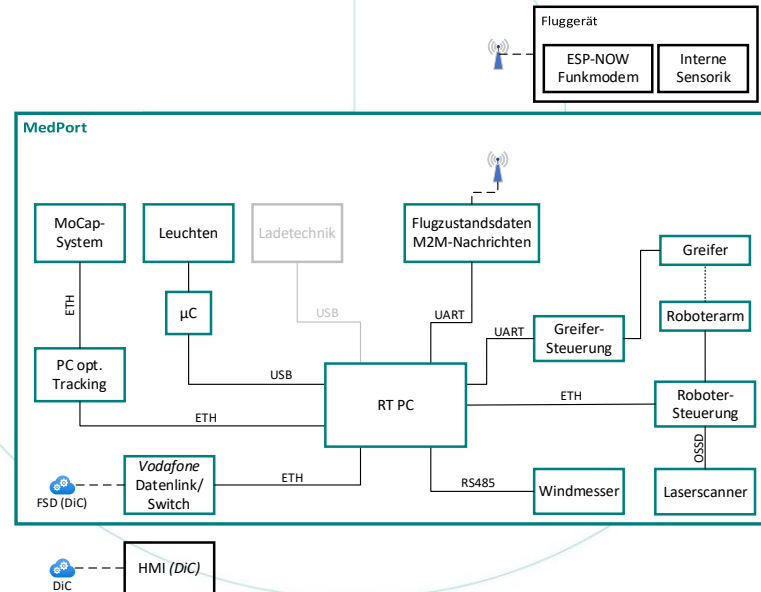 Fluggerät
ESP-NOW
Funkmodem
Interne
Sensorik
MedPort
MoCap-
System
Leuchten
Ladetechnik
Flugzustandsdaten
M2M-Nachrichten
Greifer
ETH
µC
USB
UART
UART
Greifer-
Steuerung
Roboterarm
PC opt.
Tracking
USB
RT PC
ETH
Roboter-
Steuerung
ETH
OSSD
Vodafone
Datenlink/
Switch
ETH
RS485
Windmesser
Laserscanner
FSD (DiC)
HMI (DiC)
DiC